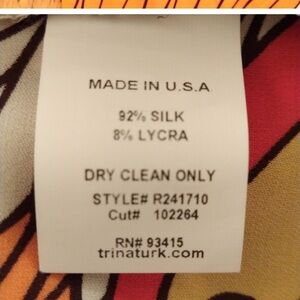 MADE IN U.S.A
92% SILK
8% LYCRA
DRY CLEAN ONLY
STYLE# R241710
Cut# 102264
RN# 93415
trinaturk.com